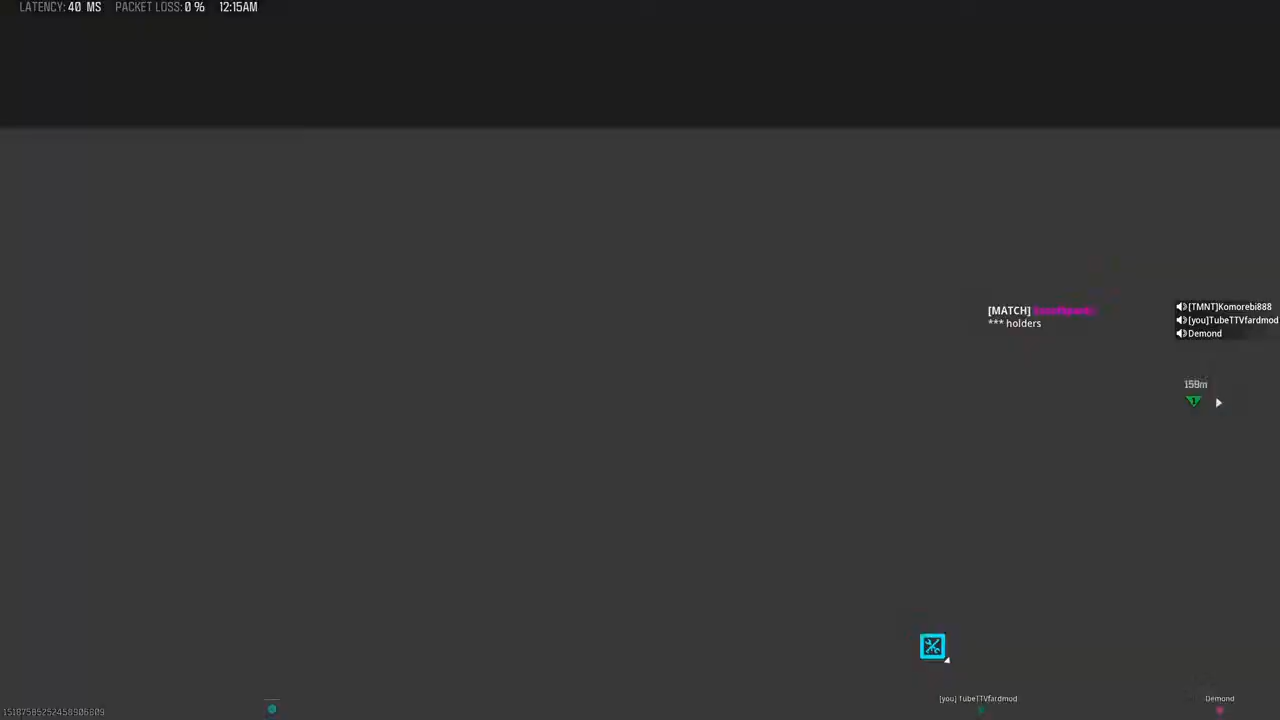 LATENCY: 40 MS PACKET LOSS: 0 % 12:15AM
[TMNT]Komorebi888
[MATCH]
*** holders
[you]TubeTTVfardmod
Demond
159m
1
[you] TubeTTVfardmod
Demond